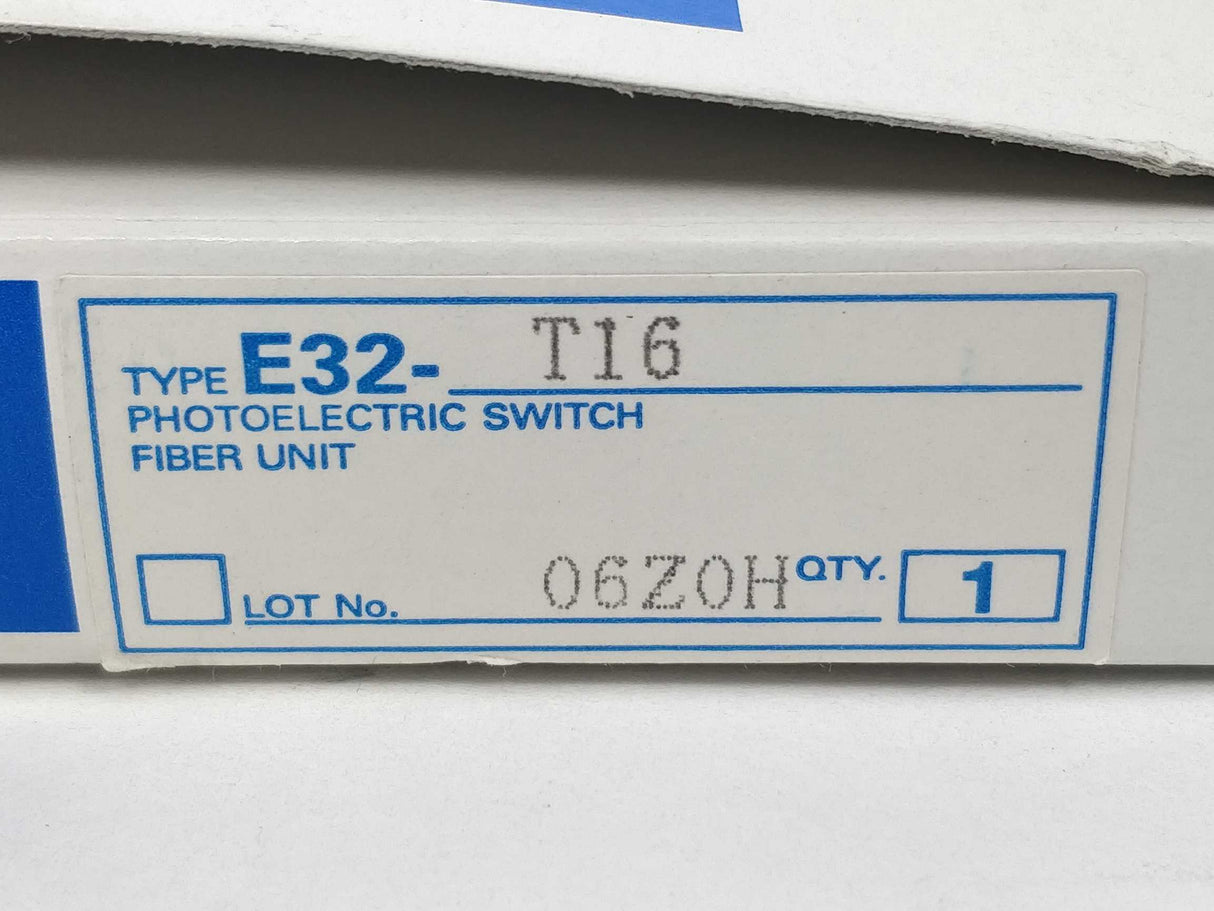 TYPE E32- T16
PHOTOELECTRIC SWITCH
FIBER UNIT
LOT No. 06Z0H QTY. 1